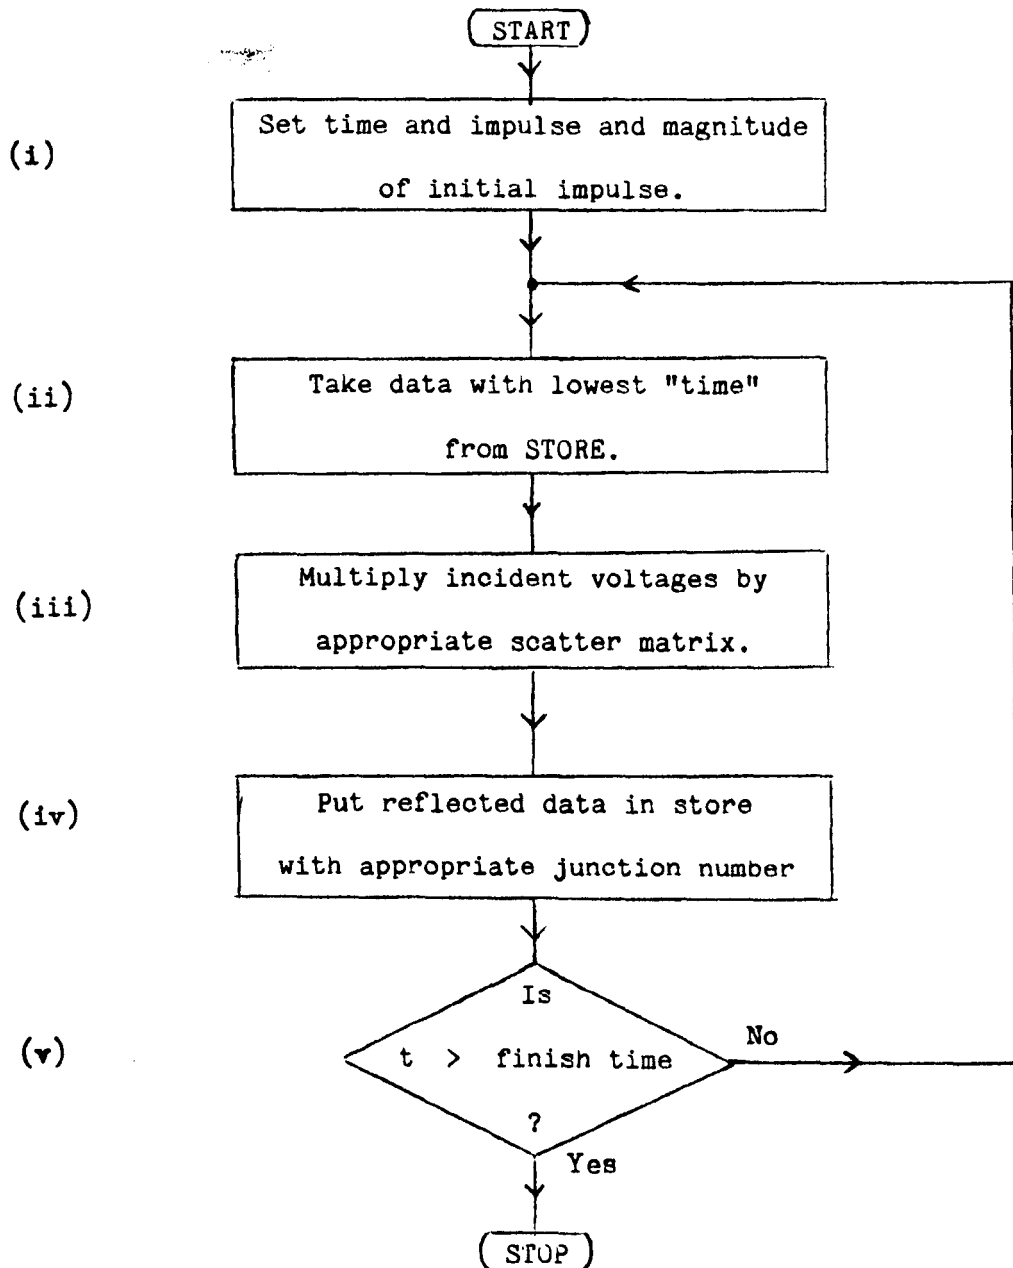 START
(i)
Set time and impulse and magnitude
of initial impulse.
(ii)
Take data with lowest "time"
from STORE.
(iii)
Multiply incident voltages by
appropriate scatter matrix.
(iv)
Put reflected data in store
with appropriate junction number
(v)
Is
t > finish time
?
No
Yes
STOP